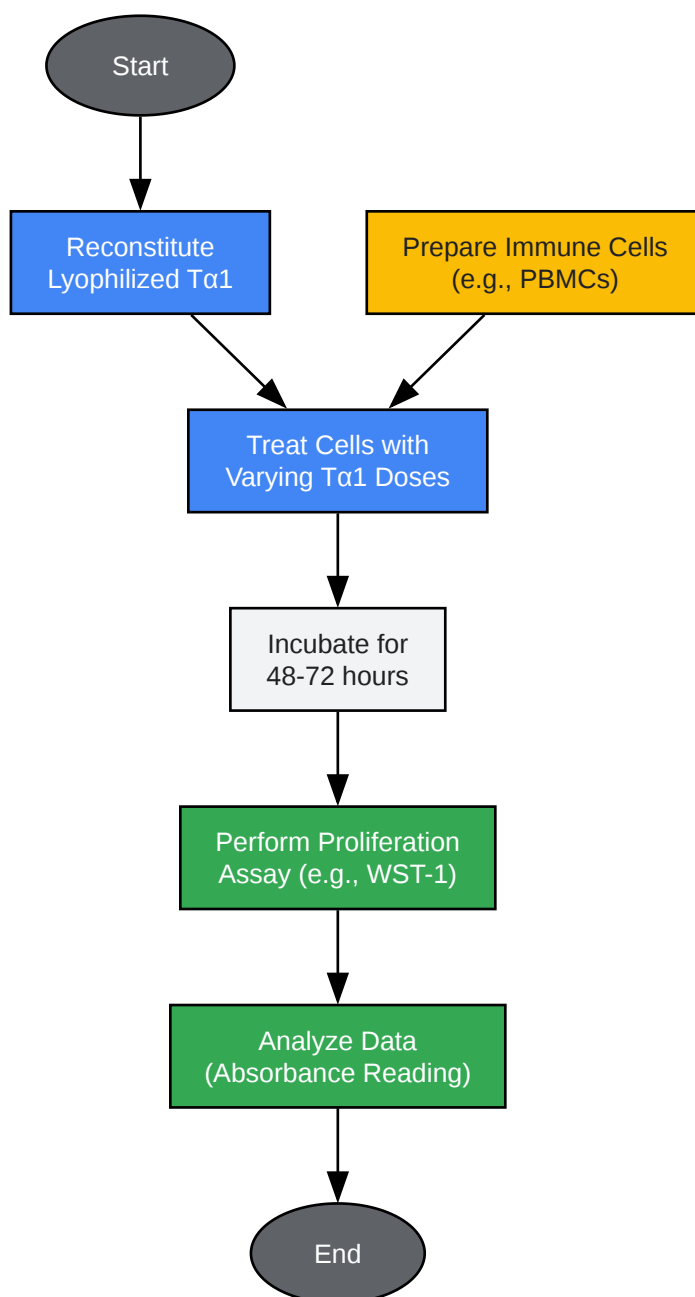 Start
Reconstitute
Lyophilized Tα1
Prepare Immune Cells
(e.g., PBMCs)
Treat Cells with
Varying Tα1 Doses
Incubate for
48-72 hours
Perform Proliferation
Assay (e.g., WST-1)
Analyze Data
(Absorbance Reading)
End